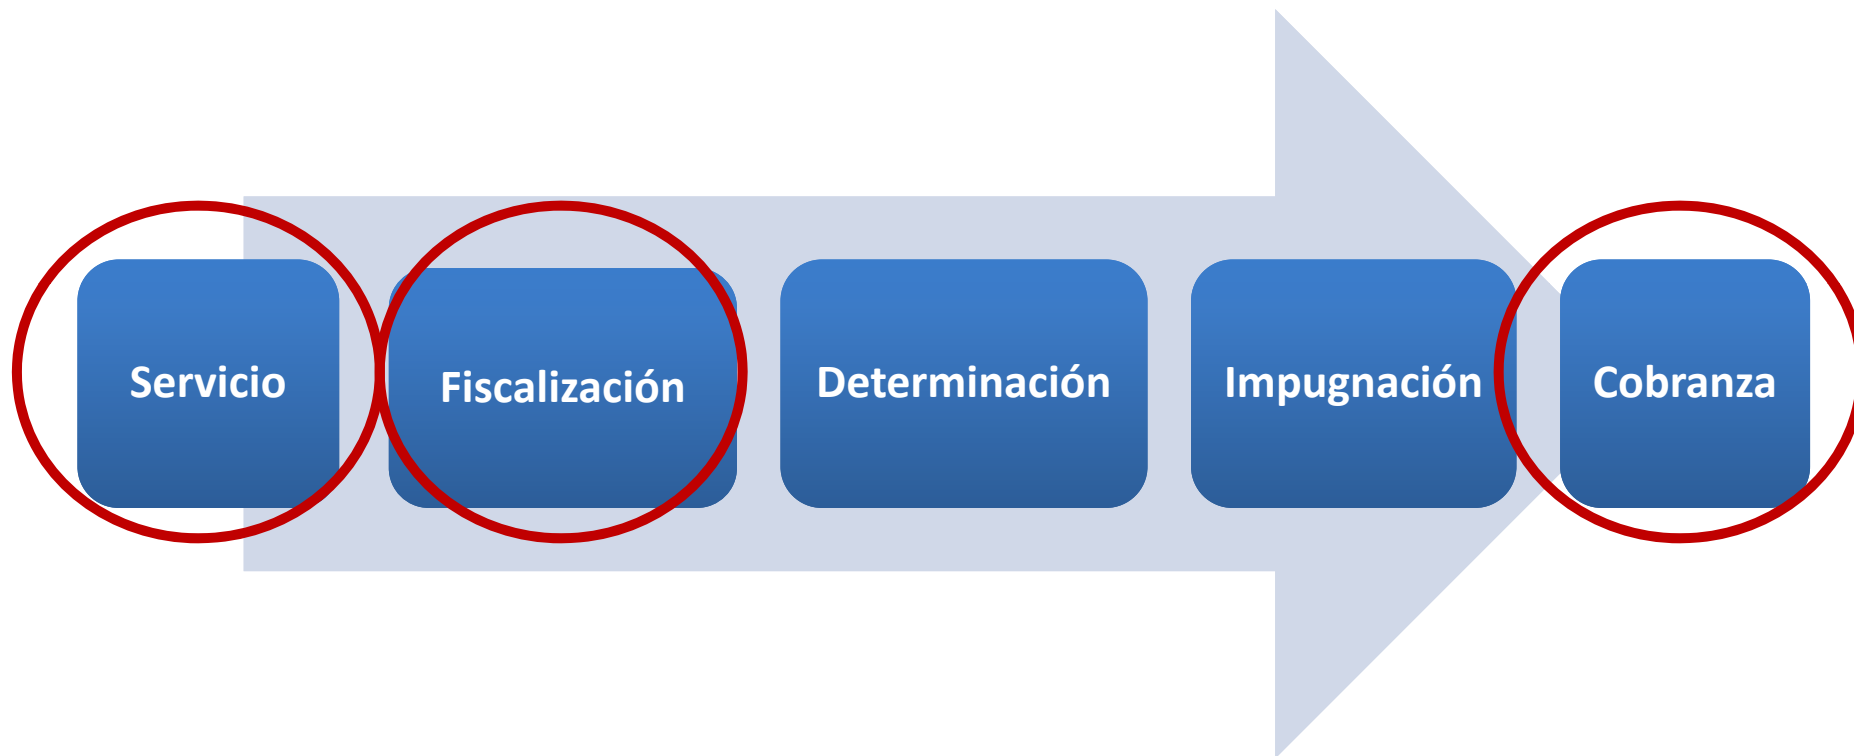 Servicio
Fiscalización
Determinación
Impugnación
Cobranza